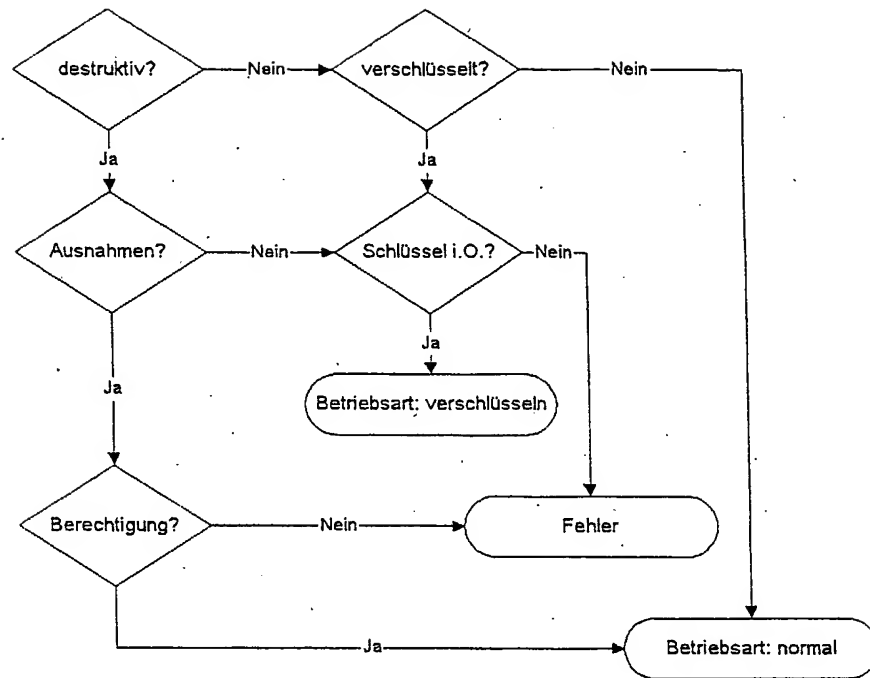 destruktiv?
Nein
verschlüsselt?
Nein
Ja
Ja
Ausnahmen?
Nein
Schlüssel i.O.?
Nein
Ja
Betriebsart: verschlüsseln
Ja
Berechtigung?
Nein
Fehler
Ja
Betriebsart: normal